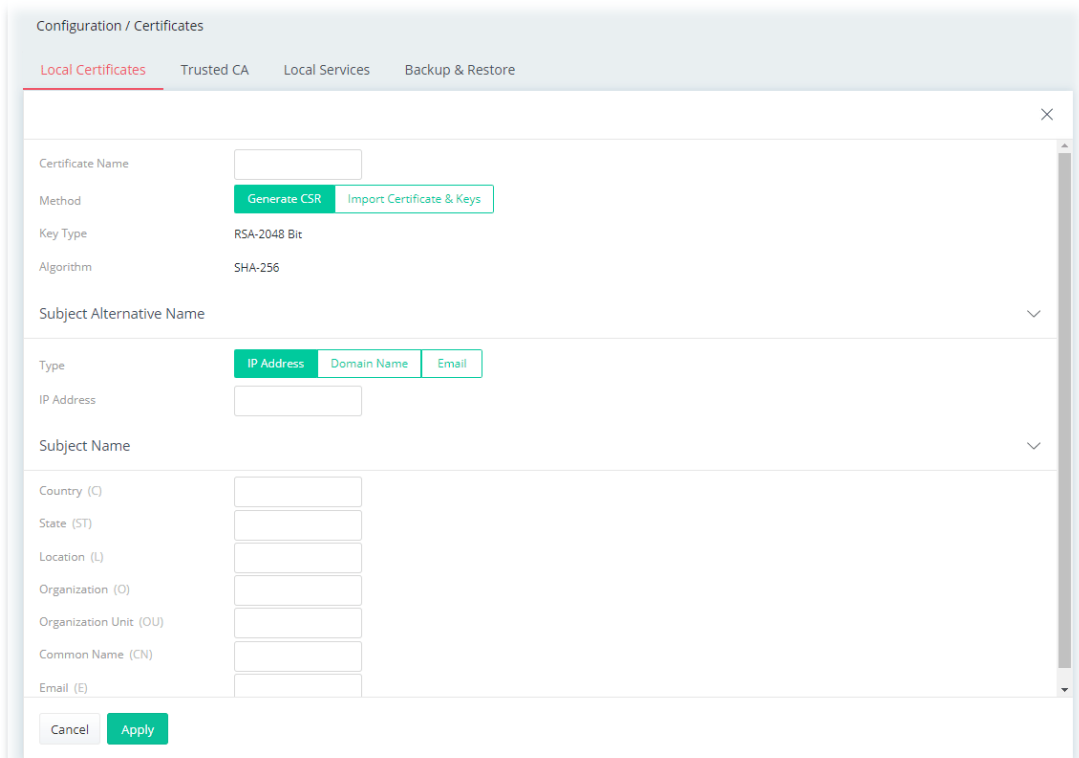 Configuration / Certificates
Local Certificates Trusted CA Local Services Backup & Restore
Certificate Name
Method Generate CSR Import Certificate & Keys
Key Type RSA-2048 Bit
Algorithm SHA-256
Subject Alternative Name
Type IP Address Domain Name Email
IP Address
Subject Name
Country (C)
State (ST)
Location (L)
Organization (O)
Organization Unit (OU)
Common Name (CN)
Email (E)
Cancel Apply